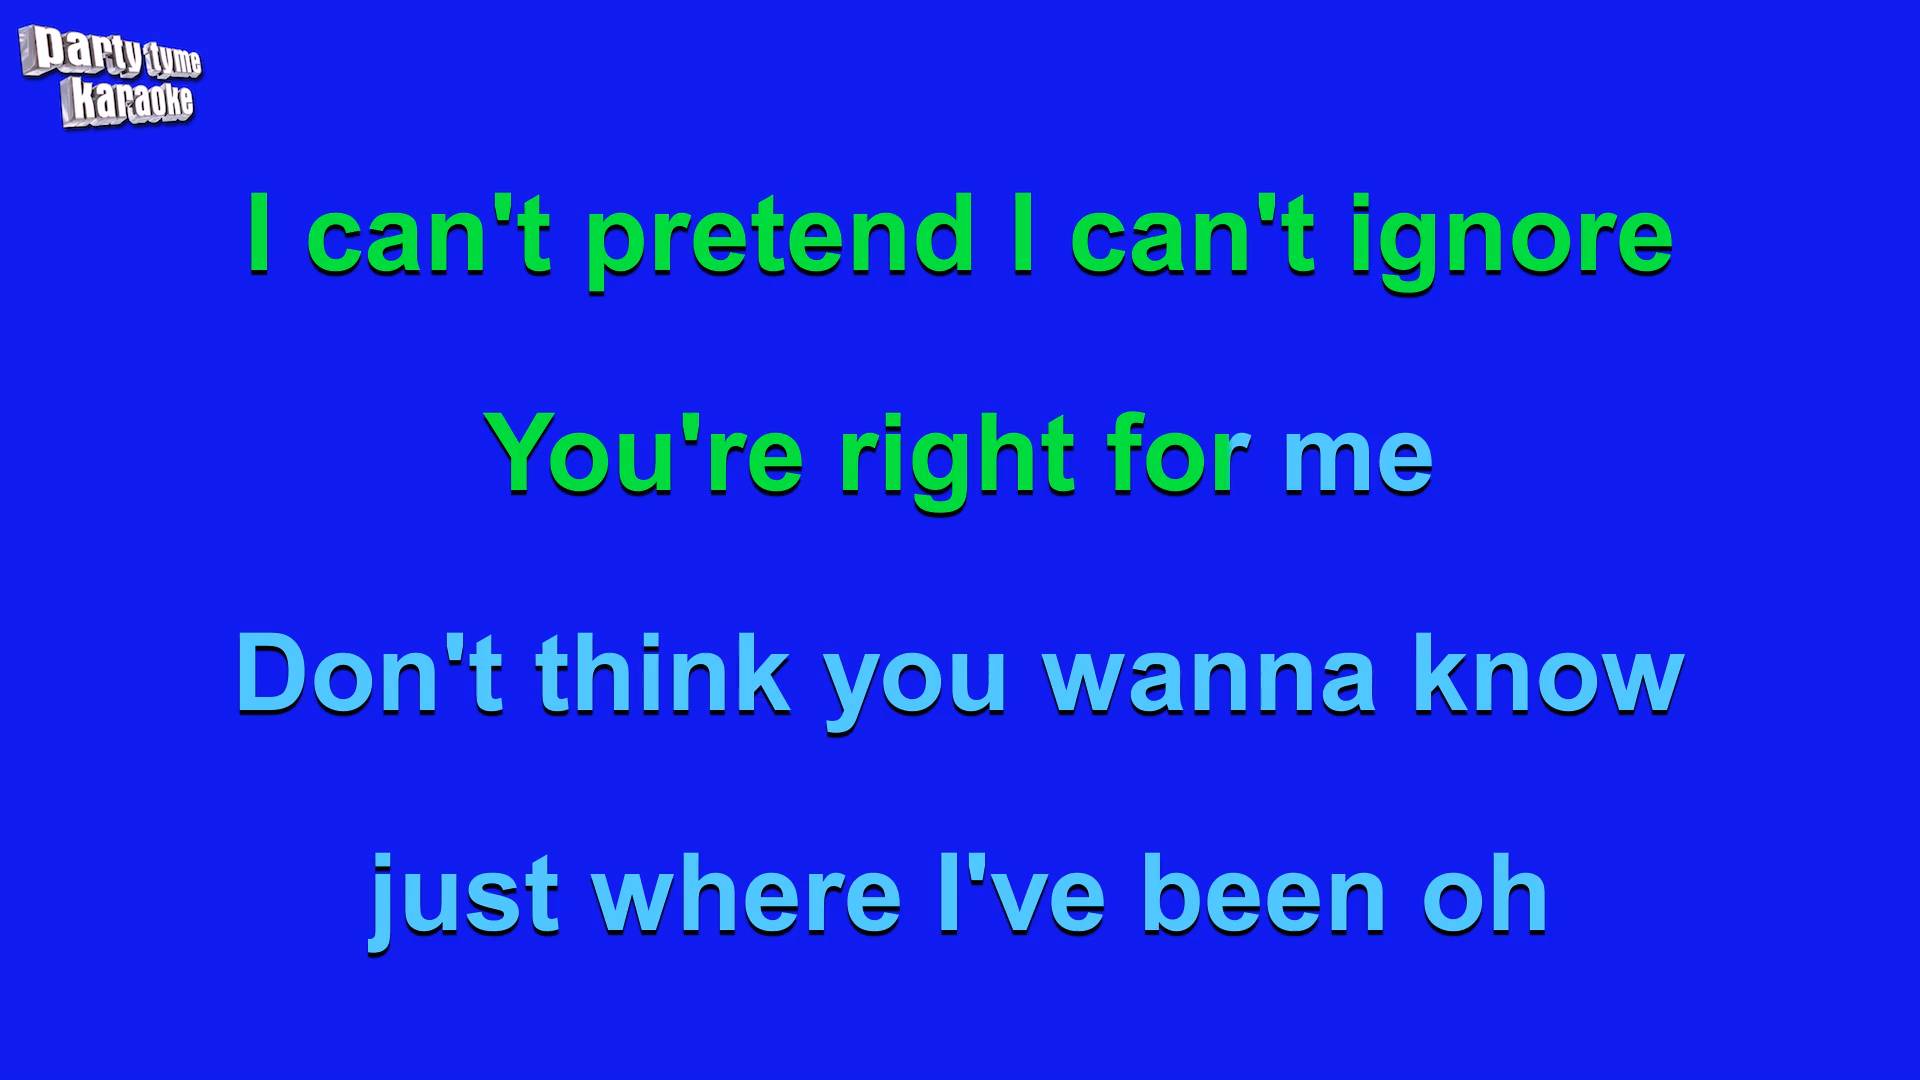 party tyme
karaoke
I can't pretend I can't ignore
You're right for me
Don't think you wanna know
just where I've been oh